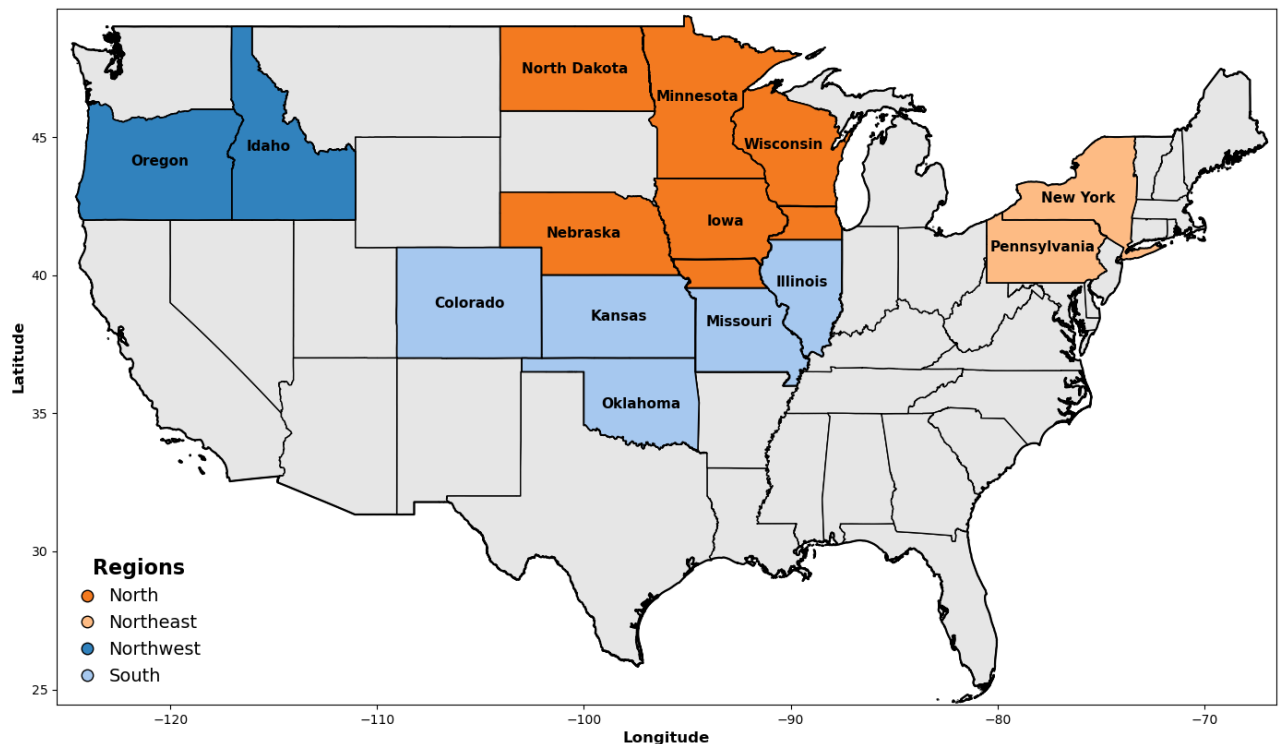 North Dakota
Minnesota
Wisconsin
Oregon
Idaho
New York
Iowa
Nebraska
Pennsylvania
Illinois
Colorado
Kansas
Missouri
Oklahoma
45
40
35
30
25
Latitude
Regions
North
Northeast
Northwest
South
−120
−110
−100
−90
−80
−70
Longitude